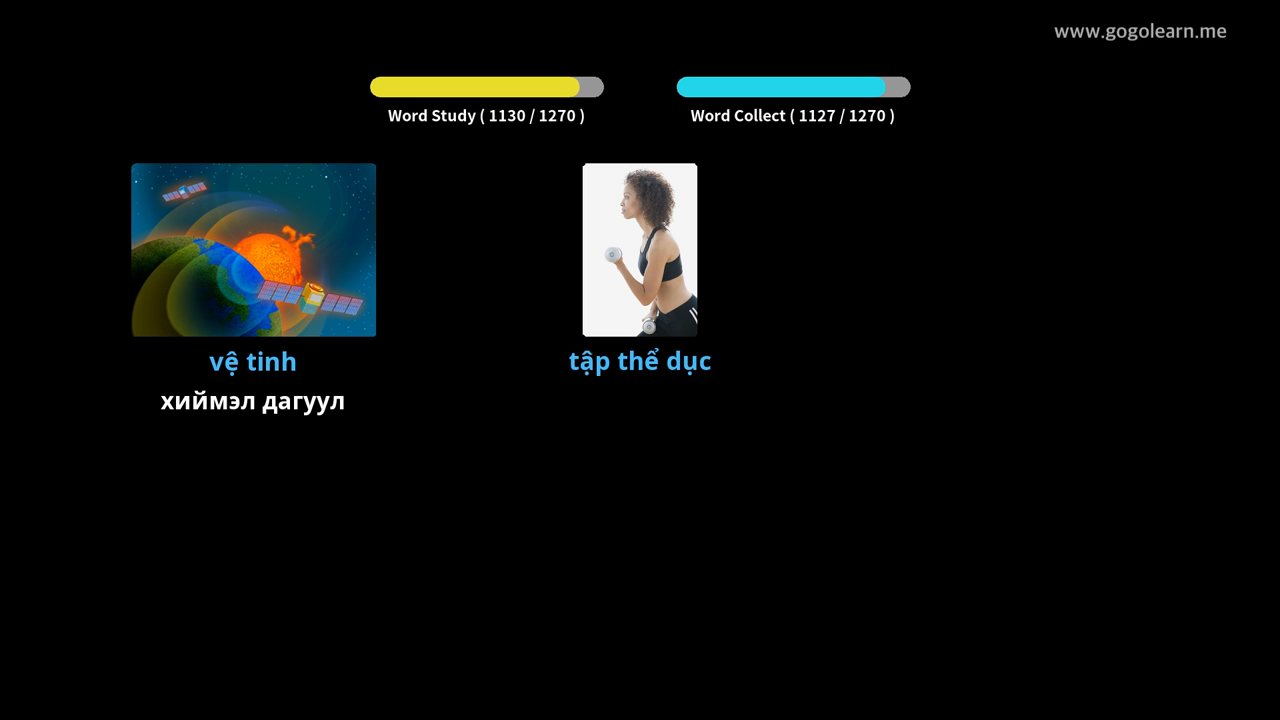 www.gogolearn.me
Word Study ( 1130 / 1270 )
Word Collect ( 1127 / 1270 )
vệ tinh
хиймэл дагуул
tập thể dục